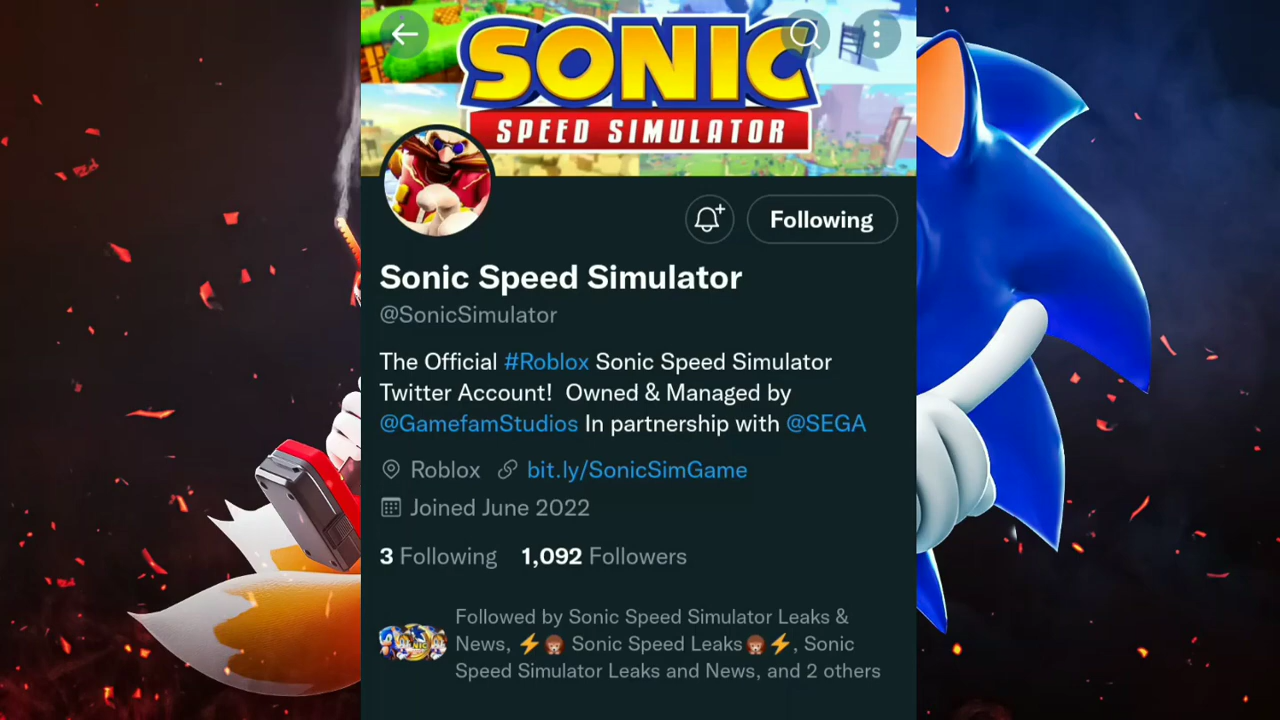 SONIC
SPEED SIMULATOR
Following
Sonic Speed Simulator
@SonicSimulator
The Official #Roblox Sonic Speed Simulator
Twitter Account! Owned & Managed by
@GamefamStudios In partnership with @SEGA
Roblox bit.ly/SonicSimGame
Joined June 2022
3 Following 1,092 Followers
Followed by Sonic Speed Simulator Leaks &
News, ⚡ Sonic Speed Leaks ⚡, Sonic
Speed Simulator Leaks and News, and 2 others